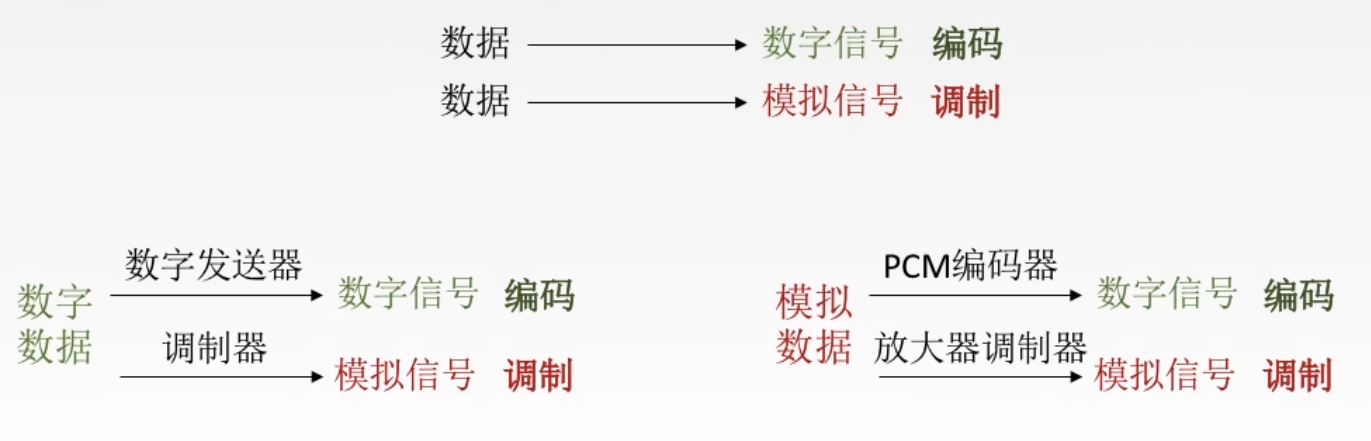 数据 数字信号 编码
数据 模拟信号 调制
数字发送器
数字
数据
数字信号 编码
调制器
模拟信号 调制
PCM编码器
模拟
数据
数字信号 编码
放大器调制器
模拟信号 调制